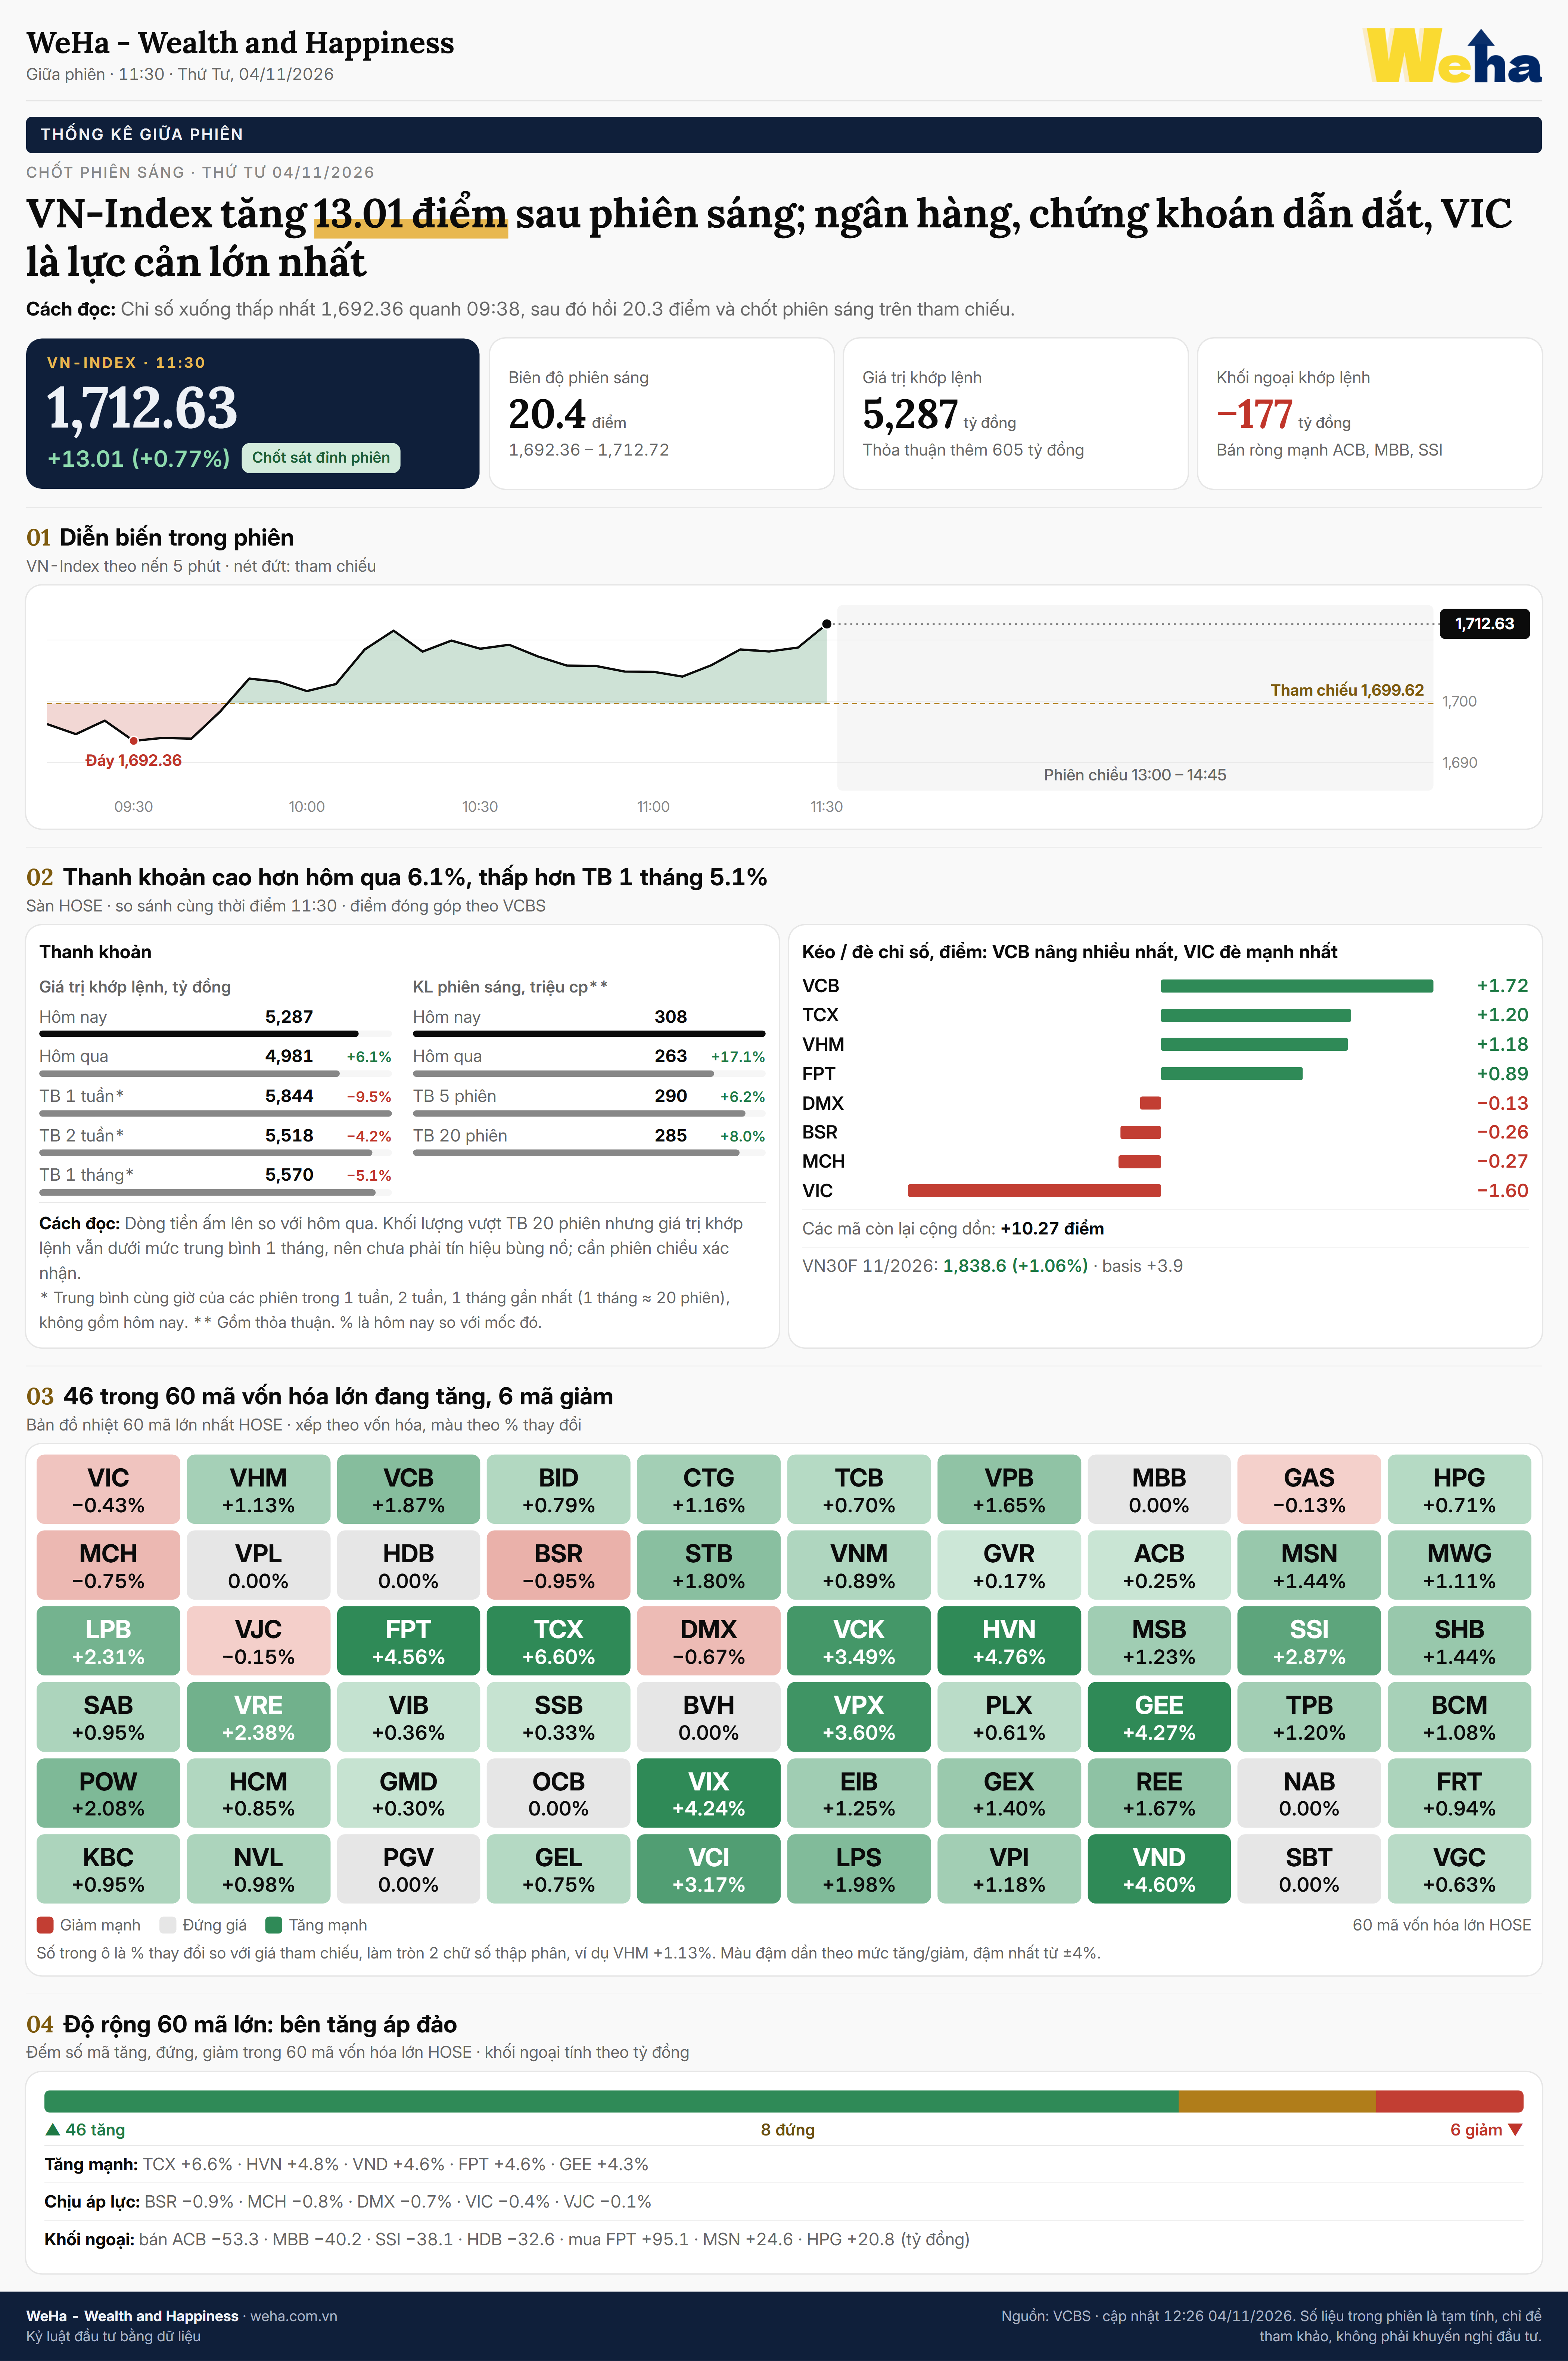 WeHa - Wealth and Happiness
Giữa phiên · 11:30 · Thứ Tư, 04/11/2026
Weha
THỐNG KÊ GIỮA PHIÊN
CHỐT PHIÊN SÁNG · THỨ TƯ 04/11/2026
VN-Index tăng 13.01 điểm sau phiên sáng; ngân hàng, chứng khoán dẫn dắt, VIC
là lực cản lớn nhất
Cách đọc: Chỉ số xuống thấp nhất 1,692.36 quanh 09:38, sau đó hồi 20.3 điểm và chốt phiên sáng trên tham chiếu.
VN-INDEX · 11:30
1,712.63
+13.01 (+0.77%) Chốt sát đỉnh phiên
Biên độ phiên sáng
20.4 điểm
1,692.36 – 1,712.72
Giá trị khớp lệnh
5,287 tỷ đồng
Thỏa thuận thêm 605 tỷ đồng
Khối ngoại khớp lệnh
−177 tỷ đồng
Bán ròng mạnh ACB, MBB, SSI
01 Diễn biến trong phiên
VN-Index theo nến 5 phút · nét đứt: tham chiếu
1,712.63
Tham chiếu 1,699.62
1,700
Đáy 1,692.36
1,690
Phiên chiều 13:00 – 14:45
09:30 10:00 10:30 11:00 11:30
02 Thanh khoản cao hơn hôm qua 6.1%, thấp hơn TB 1 tháng 5.1%
Sàn HOSE · so sánh cùng thời điểm 11:30 · điểm đóng góp theo VCBS
Thanh khoản
Giá trị khớp lệnh, tỷ đồng
Hôm nay 5,287
Hôm qua 4,981 +6.1%
TB 1 tuần* 5,844 −9.5%
TB 2 tuần* 5,518 −4.2%
TB 1 tháng* 5,570 −5.1%
KL phiên sáng, triệu cp**
Hôm nay 308
Hôm qua 263 +17.1%
TB 5 phiên 290 +6.2%
TB 20 phiên 285 +8.0%
Cách đọc: Dòng tiền ấm lên so với hôm qua. Khối lượng vượt TB 20 phiên nhưng giá trị khớp
lệnh vẫn dưới mức trung bình 1 tháng, nên chưa phải tín hiệu bùng nổ; cần phiên chiều xác
nhận.
* Trung bình cùng giờ của các phiên trong 1 tuần, 2 tuần, 1 tháng gần nhất (1 tháng ≈ 20 phiên),
không gồm hôm nay. ** Gồm thỏa thuận. % là hôm nay so với mốc đó.
Kéo / đè chỉ số, điểm: VCB nâng nhiều nhất, VIC đè mạnh nhất
VCB +1.72
TCX +1.20
VHM +1.18
FPT +0.89
DMX −0.13
BSR −0.26
MCH −0.27
VIC −1.60
Các mã còn lại cộng dồn: +10.27 điểm
VN30F 11/2026: 1,838.6 (+1.06%) · basis +3.9
03 46 trong 60 mã vốn hóa lớn đang tăng, 6 mã giảm
Bản đồ nhiệt 60 mã lớn nhất HOSE · xếp theo vốn hóa, màu theo % thay đổi
VIC VHM VCB BID CTG TCB VPB MBB GAS HPG
−0.43% +1.13% +1.87% +0.79% +1.16% +0.70% +1.65% 0.00% −0.13% +0.71%
MCH VPL HDB BSR STB VNM GVR ACB MSN MWG
−0.75% 0.00% 0.00% −0.95% +1.80% +0.89% +0.17% +0.25% +1.44% +1.11%
LPB VJC FPT TCX DMX VCK HVN MSB SSI SHB
+2.31% −0.15% +4.56% +6.60% −0.67% +3.49% +4.76% +1.23% +2.87% +1.44%
SAB VRE VIB SSB BVH VPX PLX GEE TPB BCM
+0.95% +2.38% +0.36% +0.33% 0.00% +3.60% +0.61% +4.27% +1.20% +1.08%
POW HCM GMD OCB VIX EIB GEX REE NAB FRT
+2.08% +0.85% +0.30% 0.00% +4.24% +1.25% +1.40% +1.67% 0.00% +0.94%
KBC NVL PGV GEL VCI LPS VPI VND SBT VGC
+0.95% +0.98% 0.00% +0.75% +3.17% +1.98% +1.18% +4.60% 0.00% +0.63%
Giảm mạnh Đứng giá Tăng mạnh 60 mã vốn hóa lớn HOSE
Số trong ô là % thay đổi so với giá tham chiếu, làm tròn 2 chữ số thập phân, ví dụ VHM +1.13%. Màu đậm dần theo mức tăng/giảm, đậm nhất từ ±4%.
04 Độ rộng 60 mã lớn: bên tăng áp đảo
Đếm số mã tăng, đứng, giảm trong 60 mã vốn hóa lớn HOSE · khối ngoại tính theo tỷ đồng
▲ 46 tăng 8 đứng 6 giảm ▼
Tăng mạnh: TCX +6.6% · HVN +4.8% · VND +4.6% · FPT +4.6% · GEE +4.3%
Chịu áp lực: BSR −0.9% · MCH −0.8% · DMX −0.7% · VIC −0.4% · VJC −0.1%
Khối ngoại: bán ACB −53.3 · MBB −40.2 · SSI −38.1 · HDB −32.6 · mua FPT +95.1 · MSN +24.6 · HPG +20.8 (tỷ đồng)
WeHa - Wealth and Happiness · weha.com.vn
Kỷ luật đầu tư bằng dữ liệu
Nguồn: VCBS · cập nhật 12:26 04/11/2026. Số liệu trong phiên là tạm tính, chỉ để
tham khảo, không phải khuyến nghị đầu tư.